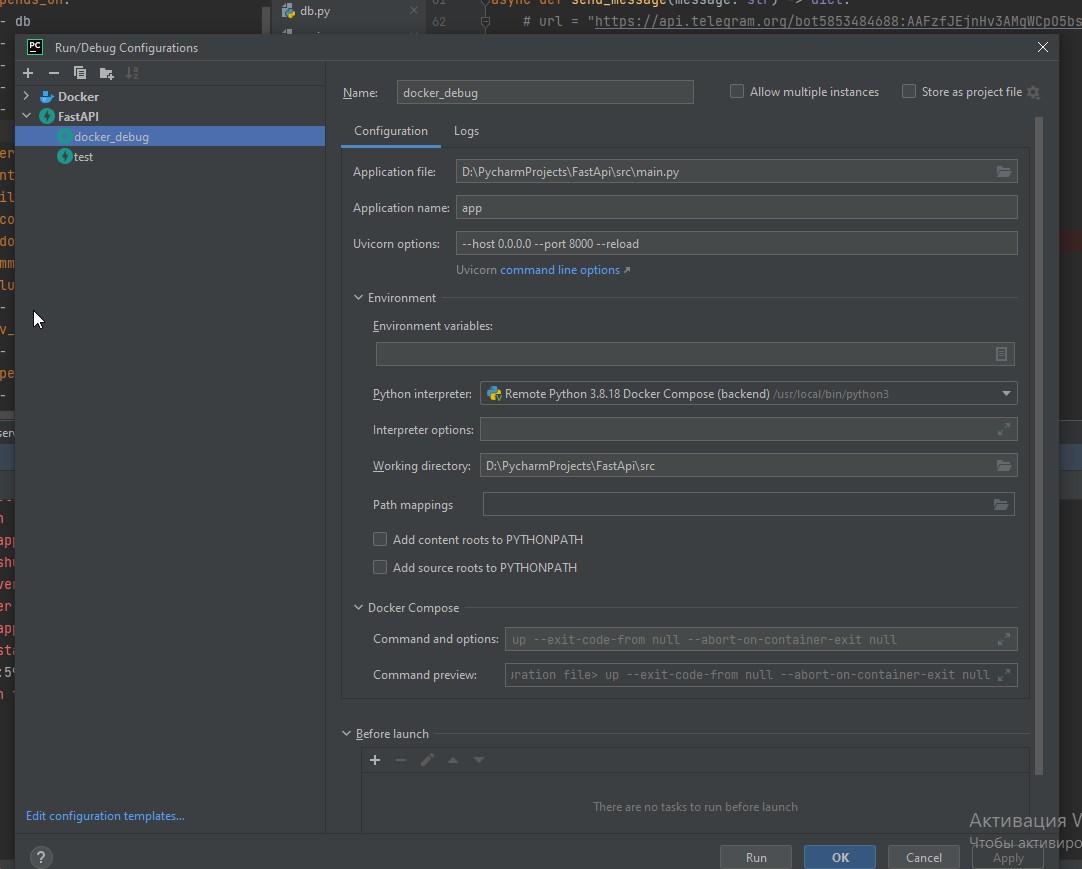 db
db.py
61
async def send_message(message: str) -> dict:
62
# url = "https://api.telegram.org/bot5853484688:AAFzfJEjnHv3AMqWCpO5bs
PC
Run/Debug Configurations
Docker
FastAPI
docker_debug
test
Name:
docker_debug
Allow multiple instances
Store as project file
Configuration
Logs
Application file:
D:\PycharmProjects\FastApi\src\main.py
Application name:
app
Uvicorn options:
--host 0.0.0.0 --port 8000 --reload
Uvicorn command line options ↗
Environment
Environment variables:
Python interpreter:
Remote Python 3.8.18 Docker Compose (backend) /usr/local/bin/python3
Interpreter options:
Working directory:
D:\PycharmProjects\FastApi\src
Path mappings
Add content roots to PYTHONPATH
Add source roots to PYTHONPATH
Docker Compose
Command and options:
up --exit-code-from null --abort-on-container-exit null
Command preview:
uration file> up --exit-code-from null --abort-on-container-exit null
Before launch
There are no tasks to run before launch
Edit configuration templates...
Активация W
Чтобы активиро
?
Run
OK
Cancel
Apply